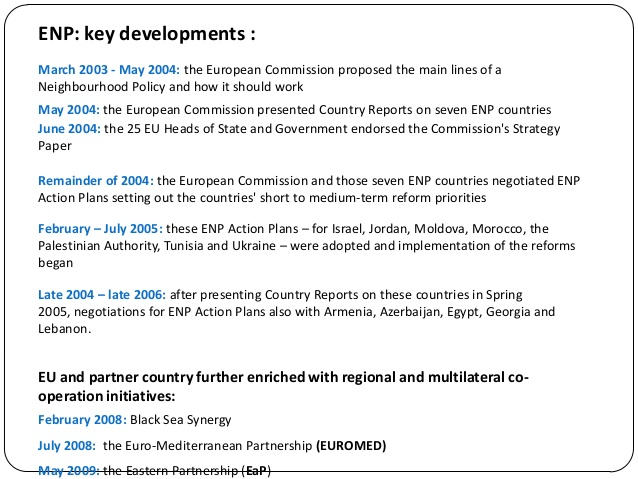 ENP: key developments :
March 2003 - May 2004: the European Commission proposed the main lines of a
Neighbourhood Policy and how it should work
May 2004: the European Commission presented Country Reports on seven ENP countries
June 2004: the 25 EU Heads of State and Government endorsed the Commission's Strategy
Paper
Remainder of 2004: the European Commission and those seven ENP countries negotiated ENP
Action Plans setting out the countries' short to medium-term reform priorities
February – July 2005: these ENP Action Plans – for Israel, Jordan, Moldova, Morocco, the
Palestinian Authority, Tunisia and Ukraine – were adopted and implementation of the reforms
began
Late 2004 – late 2006: after presenting Country Reports on these countries in Spring
2005, negotiations for ENP Action Plans also with Armenia, Azerbaijan, Egypt, Georgia and
Lebanon.
EU and partner country further enriched with regional and multilateral co-
operation initiatives:
February 2008: Black Sea Synergy
July 2008: the Euro-Mediterranean Partnership (EUROMED)
May 2009: the Eastern Partnership (EaP)